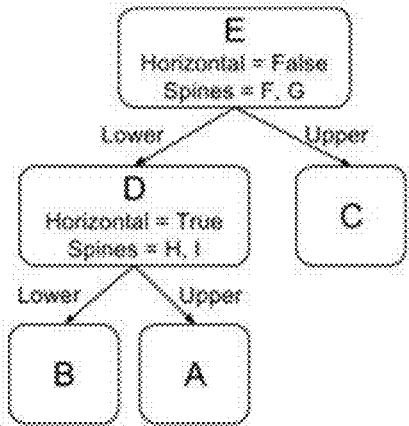 E
Horizontal = False
Spines = F, G
Lower
Upper
D
Horizontal = True
Spines = H, I
C
Lower
Upper
B
A